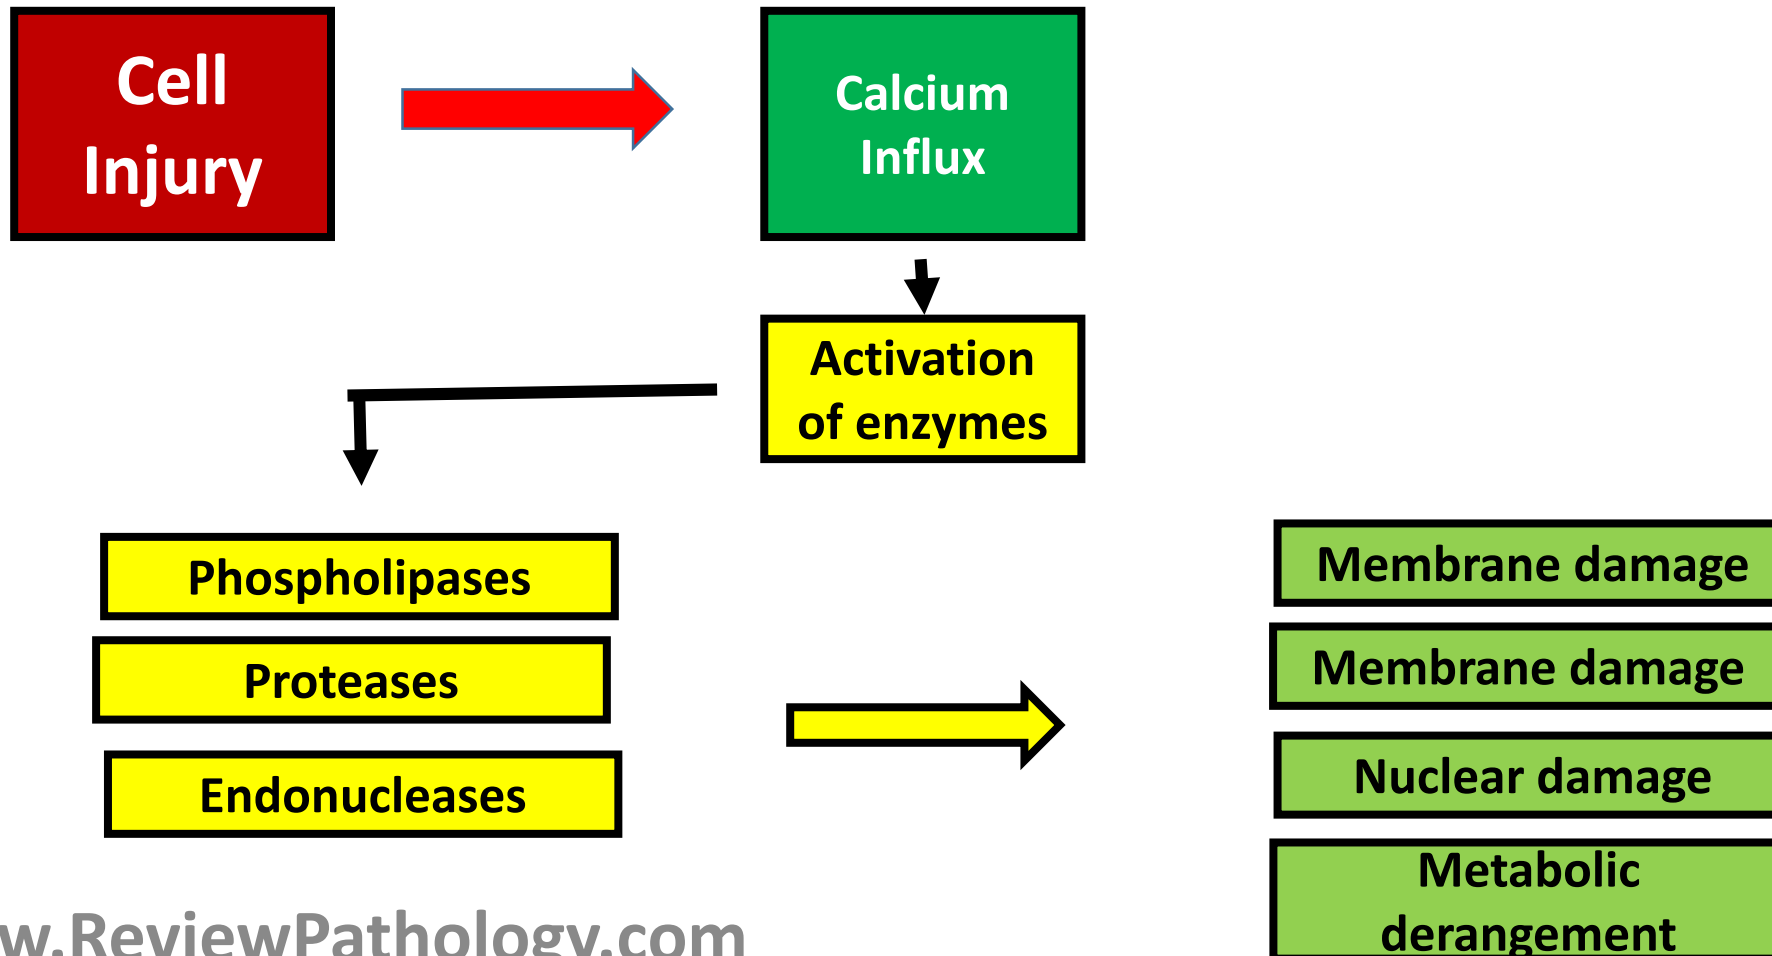 Cell
Injury
Calcium
Influx
Activation
of enzymes
Phospholipases
Proteases
Endonucleases
Membrane damage
Membrane damage
Nuclear damage
Metabolic
derangement
w.ReviewPathology.com